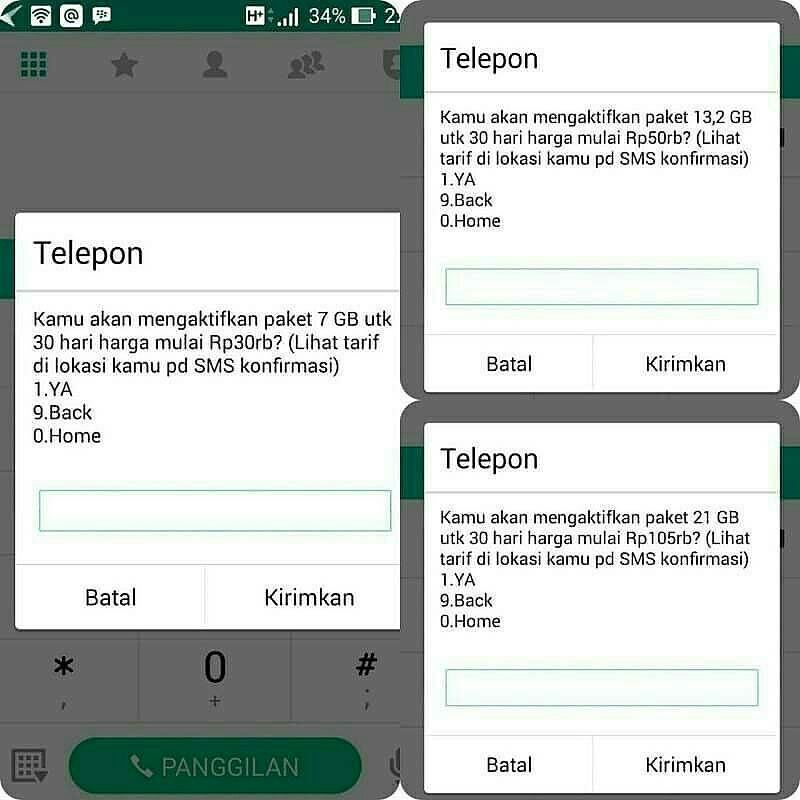 34%
Telepon
Kamu akan mengaktifkan paket 7 GB utk
30 hari harga mulai Rp30rb? (Lihat tarif
di lokasi kamu pd SMS konfirmasi)
1.YA
9.Back
0.Home
Batal Kirimkan
* 0 #
, + ;
PANGGILAN
Telepon
Kamu akan mengaktifkan paket 13,2 GB
utk 30 hari harga mulai Rp50rb? (Lihat
tarif di lokasi kamu pd SMS konfirmasi)
1.YA
9.Back
0.Home
Batal Kirimkan
Telepon
Kamu akan mengaktifkan paket 21 GB
utk 30 hari harga mulai Rp105rb? (Lihat
tarif di lokasi kamu pd SMS konfirmasi)
1.YA
9.Back
0.Home
Batal Kirimkan